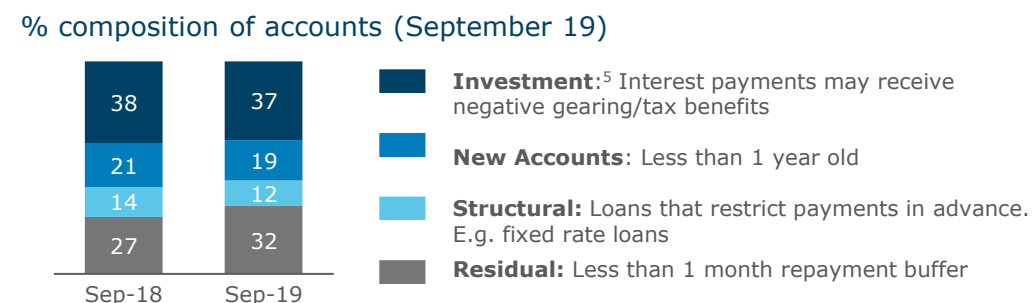 % composition of accounts (September 19)
38
37
21
19
14
12
27
32
Sep-18
Sep-19
Investment:⁵ Interest payments may receive
negative gearing/tax benefits
New Accounts: Less than 1 year old
Structural: Loans that restrict payments in advance.
E.g. fixed rate loans
Residual: Less than 1 month repayment buffer